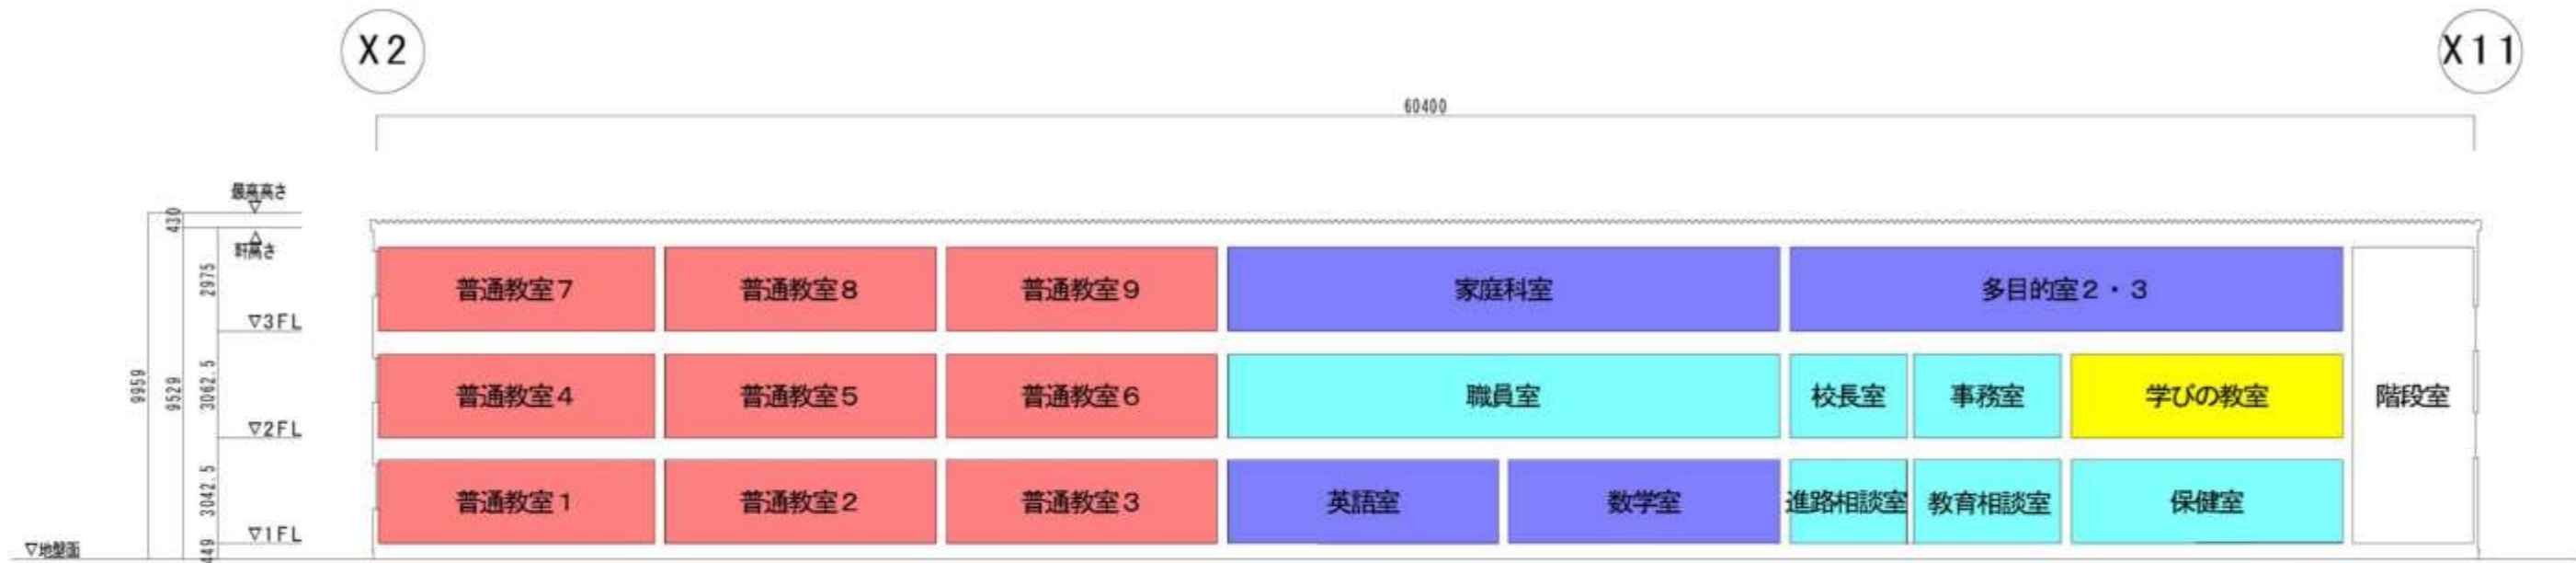 X2
X11
60400
最高高さ
▽
430
△
軒高さ
2975
普通教室7
普通教室8
普通教室9
家庭科室
多目的室2・3
▽3FL
9959
9529
3062.5
普通教室4
普通教室5
普通教室6
職員室
校長室
事務室
学びの教室
階段室
▽2FL
3042.5
普通教室1
普通教室2
普通教室3
英語室
数学室
進路相談室
教育相談室
保健室
▽1FL
▽地盤面
449